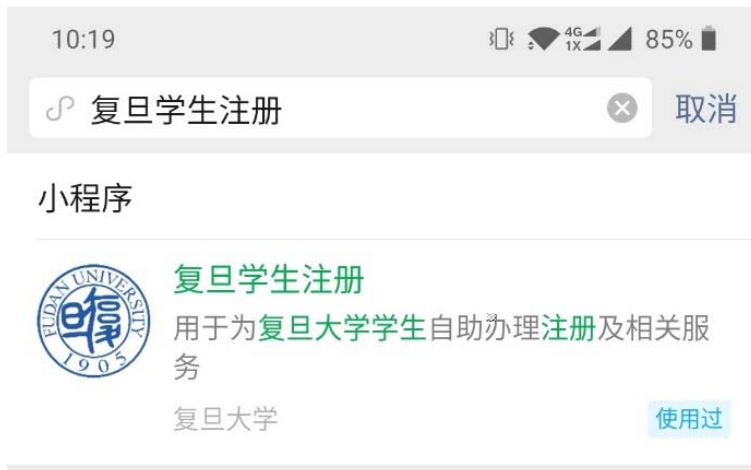 10:19
4G
1X
85%
复旦学生注册
取消
小程序
FUDAN UNIVERSITY
1905
复旦学生注册
用于为复旦大学学生自助办理注册及相关服
务
复旦大学
使用过